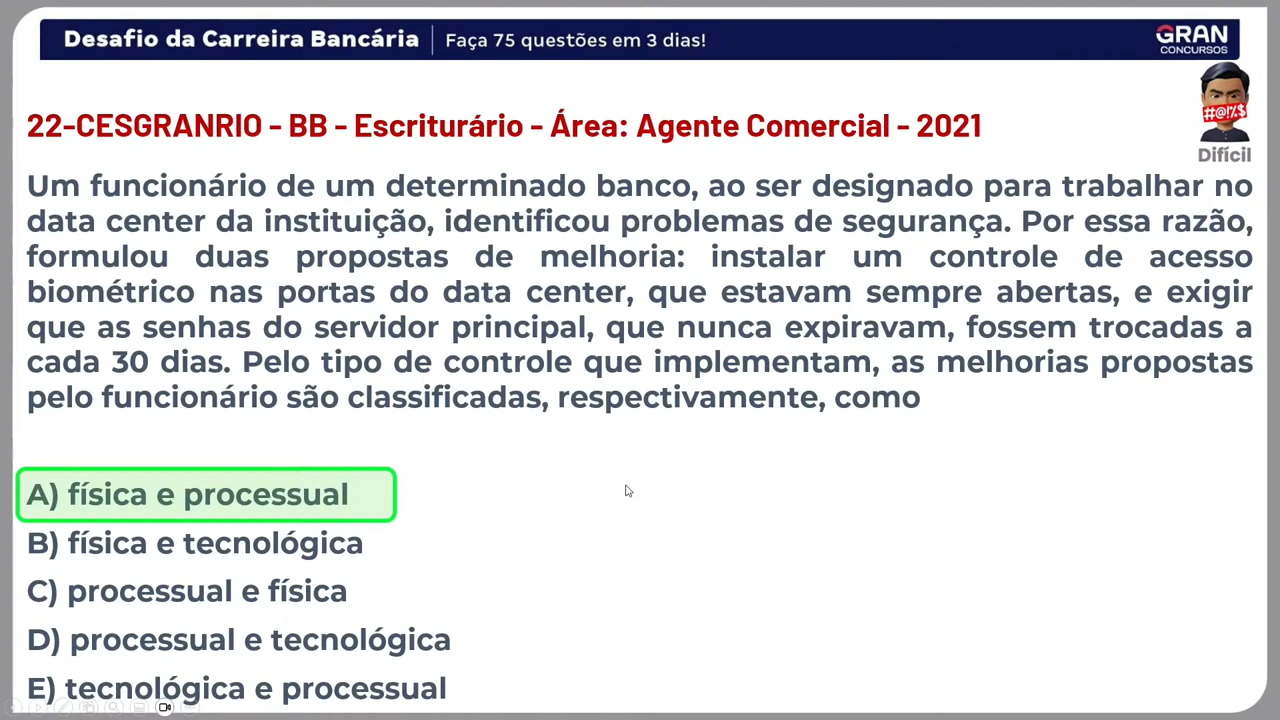 Desafio da Carreira Bancária | Faça 75 questões em 3 dias!
GRAN
CONCURSOS
#@!%$
Difícil
22-CESGRANRIO - BB - Escriturário - Área: Agente Comercial - 2021
Um funcionário de um determinado banco, ao ser designado para trabalhar no
data center da instituição, identificou problemas de segurança. Por essa razão,
formulou duas propostas de melhoria: instalar um controle de acesso
biométrico nas portas do data center, que estavam sempre abertas, e exigir
que as senhas do servidor principal, que nunca expiravam, fossem trocadas a
cada 30 dias. Pelo tipo de controle que implementam, as melhorias propostas
pelo funcionário são classificadas, respectivamente, como
A) física e processual
B) física e tecnológica
C) processual e física
D) processual e tecnológica
E) tecnológica e processual